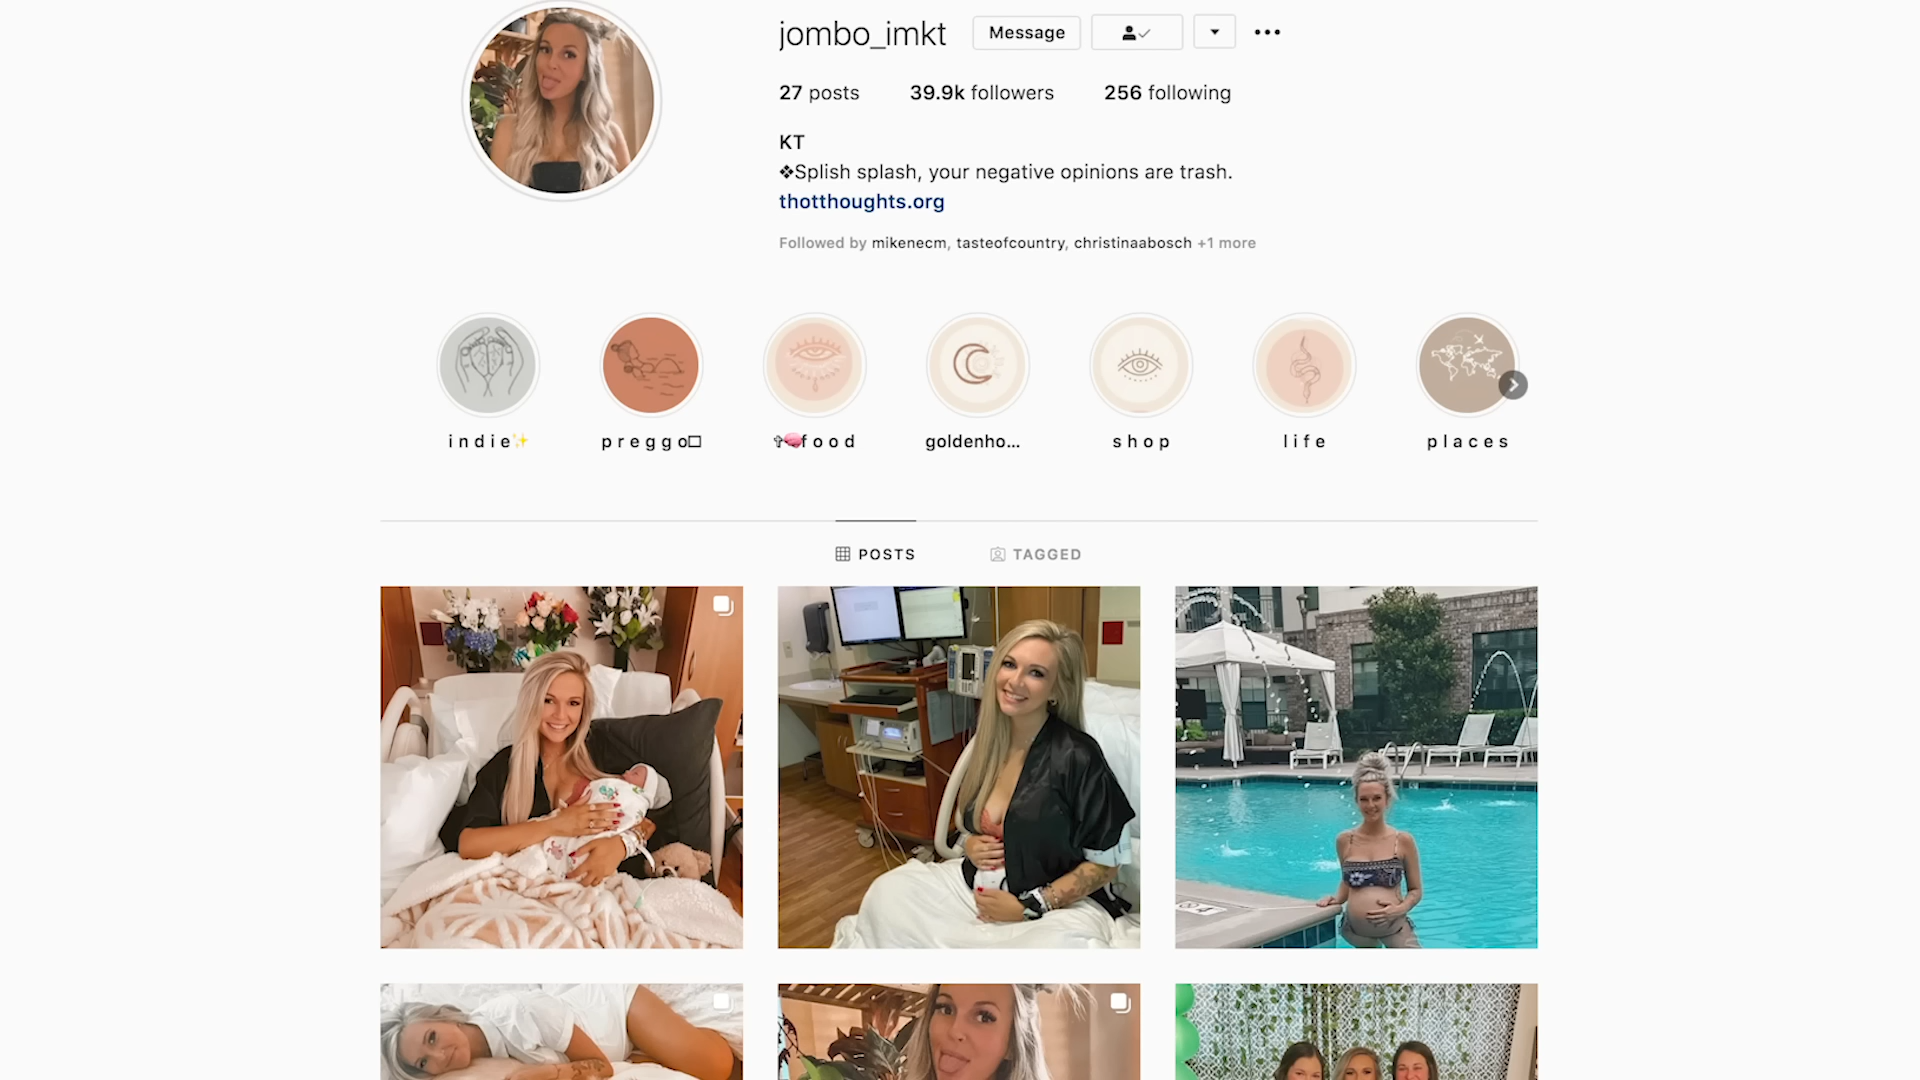 jombo_imkt Message
27 posts 39.9k followers 256 following
KT
❖Splish splash, your negative opinions are trash.
thotthoughts.org
Followed by mikenecm, tasteofcountry, christinaabosch +1 more
indie✨ preggo□ ✞🧠food goldenho... shop life places
POSTS TAGGED